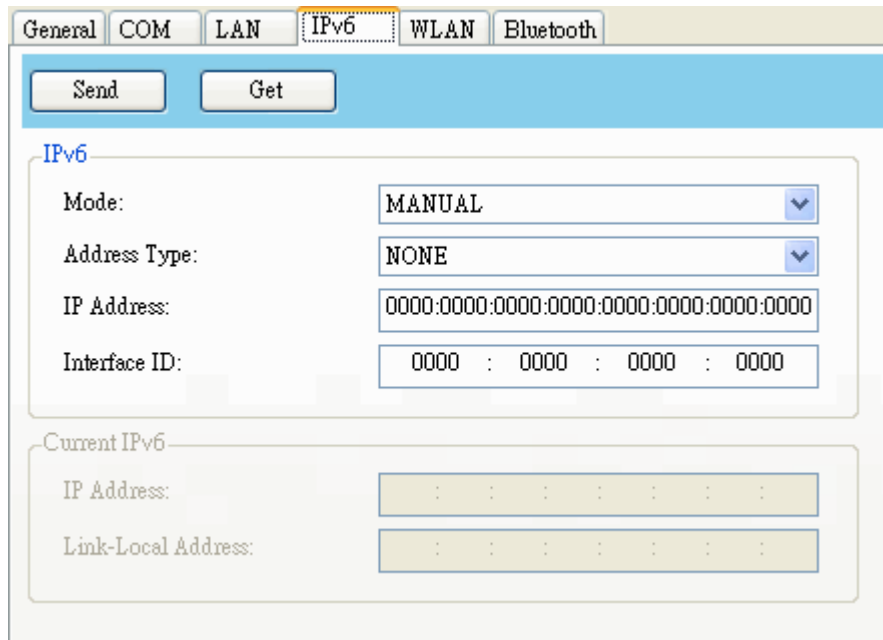 General COM LAN IPv6 WLAN Bluetooth
Send Get
IPv6
Mode: MANUAL
Address Type: NONE
IP Address: 0000:0000:0000:0000:0000:0000:0000:0000
Interface ID: 0000 : 0000 : 0000 : 0000
Current IPv6
IP Address: : : : : : : :
Link-Local Address: : : : : : : :